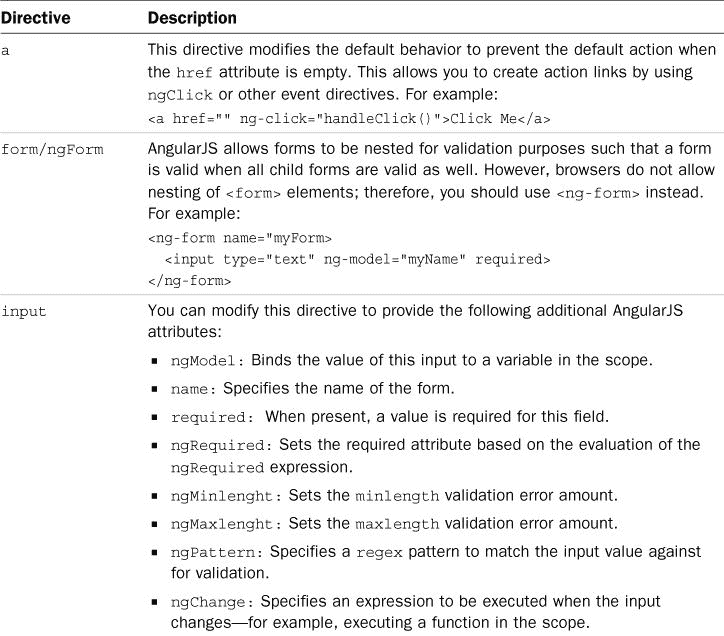 Directive Description
a This directive modifies the default behavior to prevent the default action when
the href attribute is empty. This allows you to create action links by using
ngClick or other event directives. For example:
<a href="" ng-click="handleClick()">Click Me</a>
form/ngForm AngularJS allows forms to be nested for validation purposes such that a form
is valid when all child forms are valid as well. However, browsers do not allow
nesting of <form> elements; therefore, you should use <ng-form> instead.
For example:
<ng-form name="myForm>
<input type="text" ng-model="myName" required>
</ng-form>
input You can modify this directive to provide the following additional AngularJS
attributes:
▪ ngModel: Binds the value of this input to a variable in the scope.
▪ name: Specifies the name of the form.
▪ required: When present, a value is required for this field.
▪ ngRequired: Sets the required attribute based on the evaluation of the
ngRequired expression.
▪ ngMinlenght: Sets the minlength validation error amount.
▪ ngMaxlenght: Sets the maxlength validation error amount.
▪ ngPattern: Specifies a regex pattern to match the input value against
for validation.
▪ ngChange: Specifies an expression to be executed when the input
changes—for example, executing a function in the scope.